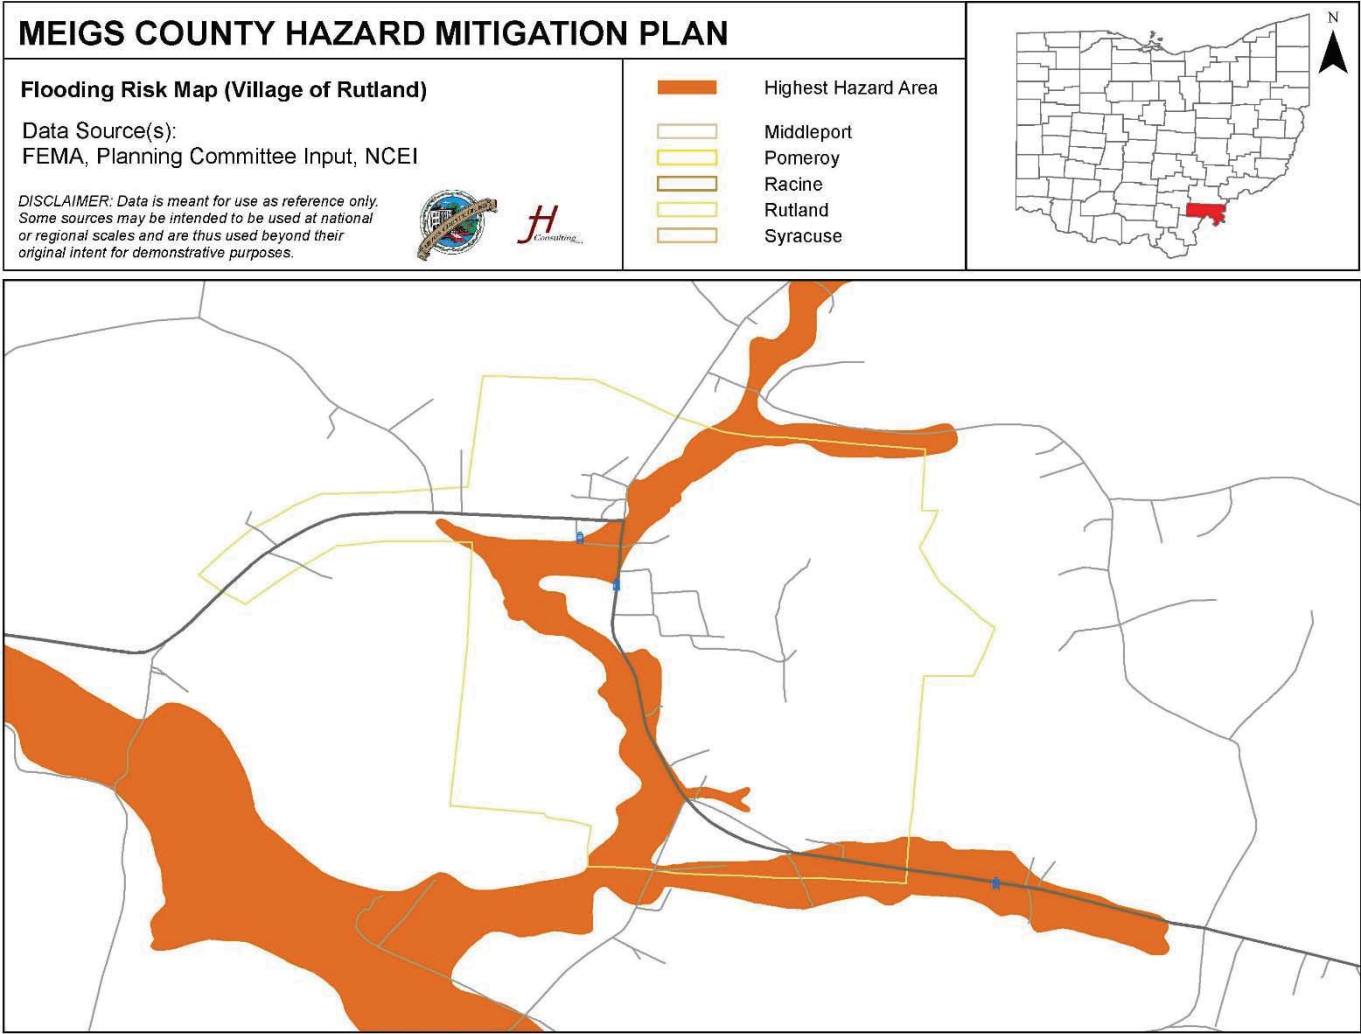 MEIGS COUNTY HAZARD MITIGATION PLAN
Flooding Risk Map (Village of Rutland)
Data Source(s):
FEMA, Planning Committee Input, NCEI
DISCLAIMER: Data is meant for use as reference only.
Some sources may be intended to be used at national
or regional scales and are thus used beyond their
original intent for demonstrative purposes.
JH
Consulting
Highest Hazard Area
Middleport
Pomeroy
Racine
Rutland
Syracuse
N